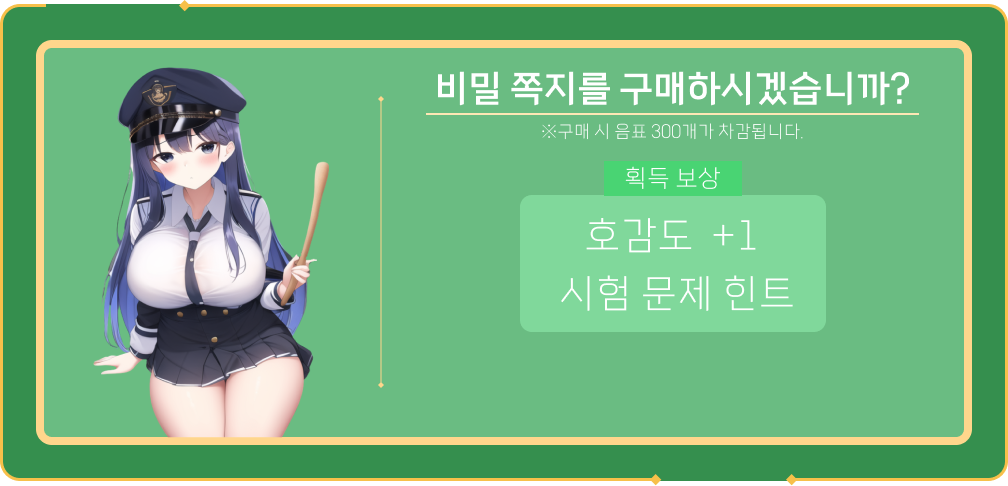 비밀 쪽지를 구매하시겠습니까?
※구매 시 음표 300개가 차감됩니다.
획득 보상
호감도 +1
시험 문제 힌트